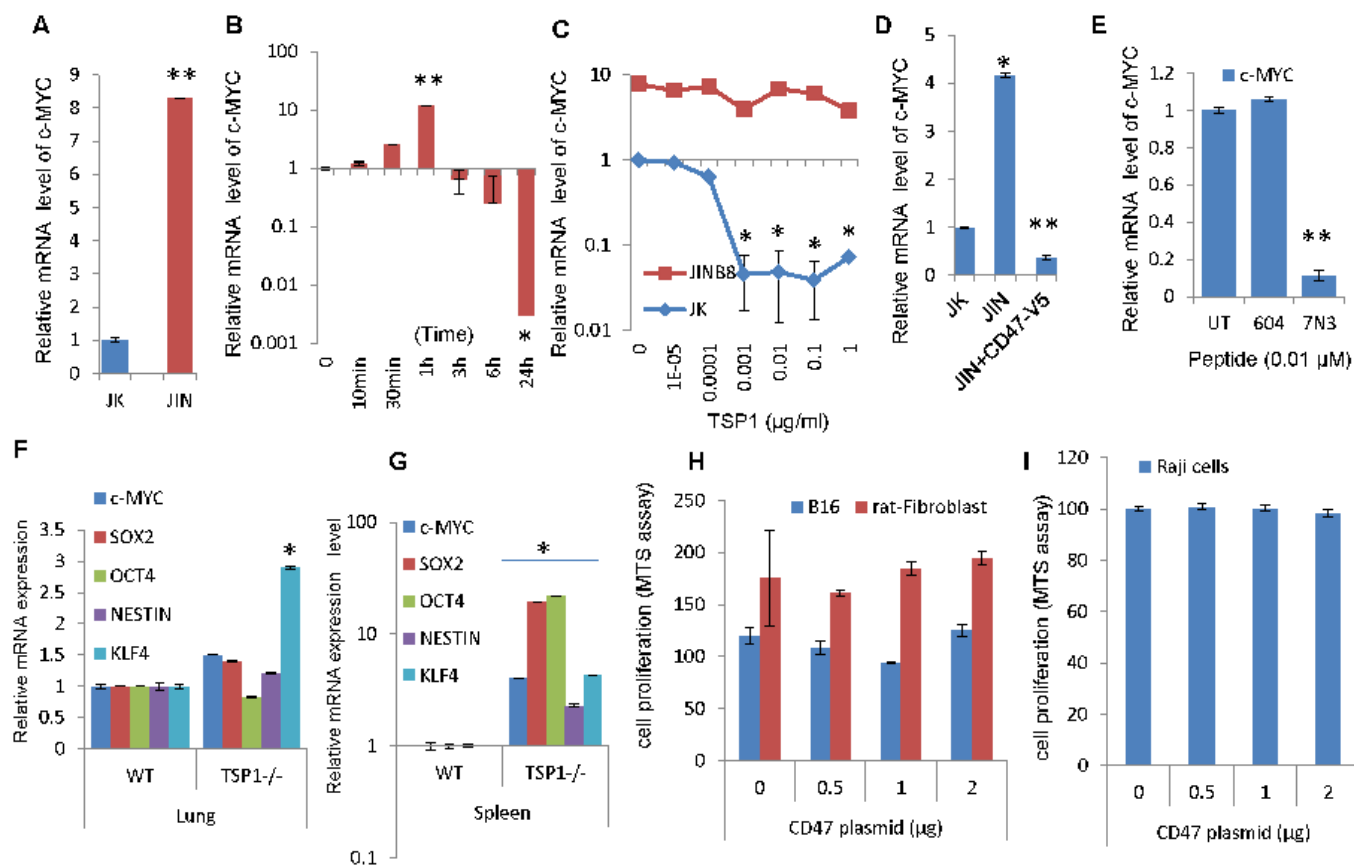 A
Relative mRNA level of c-MYC
9
8
7
6
5
4
3
2
1
0
**
JK JIN
B
Relative mRNA level of c-MYC
100
10
1
0.1
0.01
0.001
**
(Time)
*
0 10min 30min 1h 3h 6h 24h
C
Relative mRNA level of c-MYC
10
1
0.1
0.01
* * * *
JINB8
JK
0 1E-05 0.0001 0.001 0.01 0.1 1
TSP1 (µg/ml)
D
Relative mRNA level of c-MYC
5
4
3
2
1
0
*
**
JK JIN JIN+CD47-V5
E
Relative mRNA level of c-MYC
1.2
1
0.8
0.6
0.4
0.2
0
c-MYC
**
UT 604 7N3
Peptide (0.01 µM)
F
c-MYC
SOX2
OCT4
NESTIN
KLF4
Relative mRNA expression
3.5
3
2.5
2
1.5
1
0.5
0
*
WT TSP1-/-
Lung
G
c-MYC
SOX2
OCT4
NESTIN
KLF4
Relative mRNA expression level
100
10
1
0.1
*
WT TSP1-/-
Spleen
H
cell proliferation (MTS assay)
250
200
150
100
50
0
B16 rat-Fibroblast
0 0.5 1 2
CD47 plasmid (µg)
I
cell proliferation (MTS assay)
120
100
80
60
40
20
0
Raji cells
0 0.5 1 2
CD47 plasmid (µg)